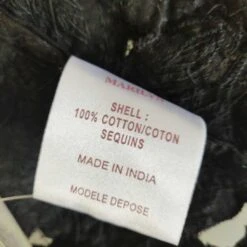 SHELL :
100% COTTON/COTON
SEQUINS
MADE IN INDIA
MODELE DEPOSE